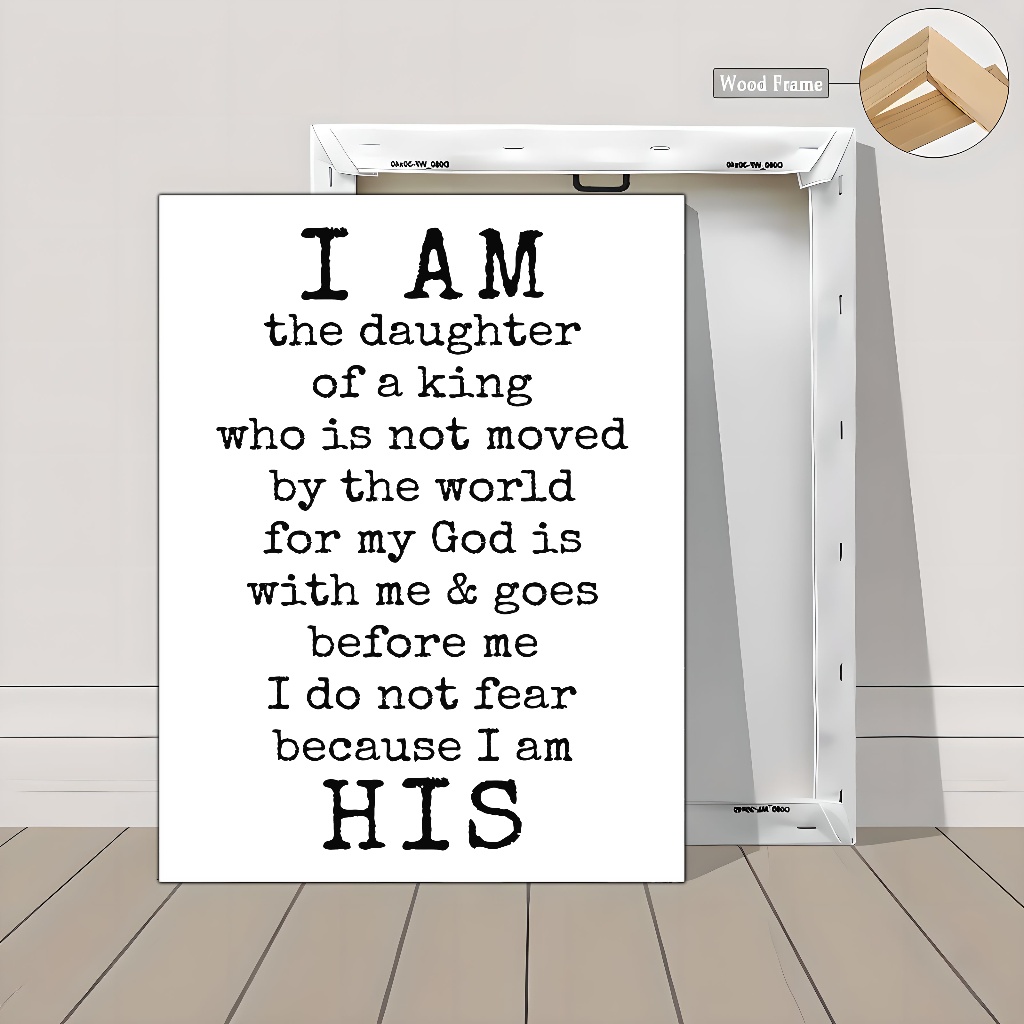 Wood Frame
I AM
the daughter
of a king
who is not moved
by the world
for my God is
with me & goes
before me
I do not fear
because I am
HIS